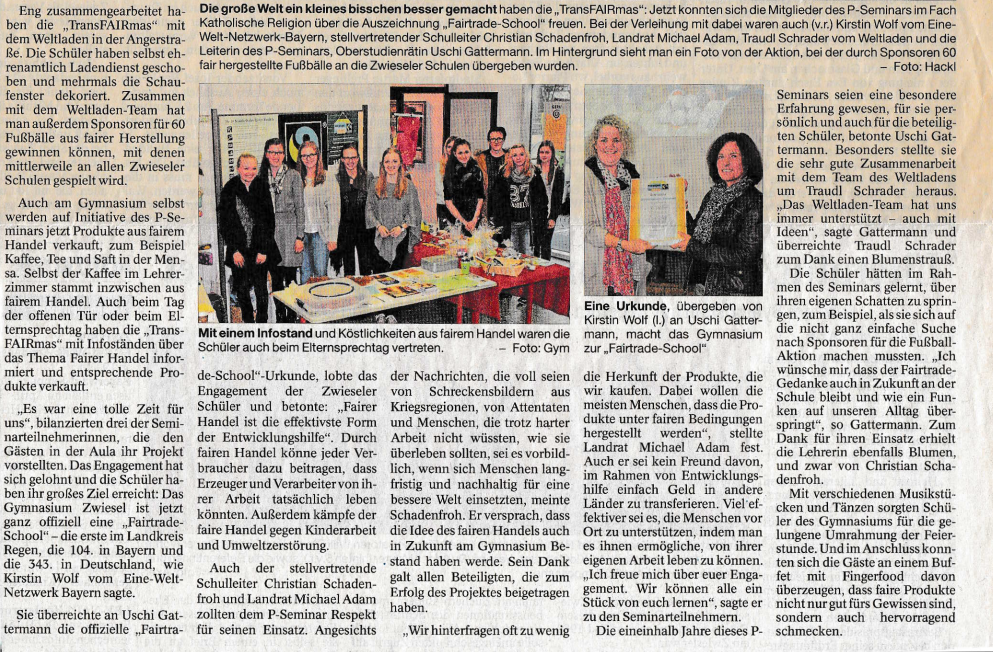 Eng zusammengearbeitet haben die „TransFAIRmas“ mit
dem Weltladen in der Angerstra-
ße. Die Schüler haben selbst eh-
renamtlich Ladendienst gescho-
ben und mehrmals die Schau-
fenster dekoriert. Zusammen
mit dem Weltladen-Team hat
man außerdem Sponsoren für 60
Fußbälle aus fairer Herstellung
gewinnen können, mit denen
mittlerweile an allen Zwieseler
Schulen gespielt wird.
Auch am Gymnasium selbst
werden auf Initiative des P-Se-
minars jetzt Produkte aus fairem
Handel verkauft, zum Beispiel
Kaffee, Tee und Saft in der Men-
sa. Selbst der Kaffee im Lehrer-
zimmer stammt inzwischen aus
fairem Handel. Auch beim Tag
der offenen Tür oder beim El-
ternsprechtag haben die „Trans-
FAIRmas“ mit Infoständen über
das Thema Fairer Handel infor-
miert und entsprechende Pro-
dukte verkauft.
„Es war eine tolle Zeit für
uns“, bilanzierten drei der Semi-
narteilnehmerinnen, die den
Gästen in der Aula ihr Projekt
vorstellten. Das Engagement hat
sich gelohnt und die Schüler ha-
ben ihr großes Ziel erreicht: Das
Gymnasium Zwiesel ist jetzt
ganz offiziell eine „Fairtrade-
School“ – die erste im Landkreis
Regen, die 104. in Bayern und
die 343. in Deutschland, wie
Kirstin Wolf vom Eine-Welt-
Netzwerk Bayern sagte.
Sie überreichte an Uschi Gat-
termann die offizielle „Fairtra-
Die große Welt ein kleines bisschen besser gemacht haben die „TransFAIRmas“: Jetzt konnten sich die Mitglieder des P-Seminars im Fach
Katholische Religion über die Auszeichnung „Fairtrade-School“ freuen. Bei der Verleihung mit dabei waren auch (v.r.) Kirstin Wolf vom Eine-
Welt-Netzwerk-Bayern, stellvertretender Schulleiter Christian Schadenfroh, Landrat Michael Adam, Traudl Schrader vom Weltladen und die
Leiterin des P-Seminars, Oberstudienrätin Uschi Gattermann. Im Hintergrund sieht man ein Foto von der Aktion, bei der durch Sponsoren 60
fair hergestellte Fußbälle an die Zwieseler Schulen übergeben wurden. – Foto: Hackl
Mit einem Infostand und Köstlichkeiten aus fairem Handel waren die
Schüler auch beim Elternsprechtag vertreten. – Foto: Gym
Eine Urkunde, übergeben von
Kirstin Wolf (l.) an Uschi Gatter-
mann, macht das Gymnasium
zur „Fairtrade-School“
de-School“-Urkunde, lobte das
Engagement der Zwieseler
Schüler und betonte: „Fairer
Handel ist die effektivste Form
der Entwicklungshilfe“. Durch
fairen Handel könne jeder Ver-
braucher dazu beitragen, dass
Erzeuger und Verarbeiter von ih-
rer Arbeit tatsächlich leben
könnten. Außerdem kämpfe der
faire Handel gegen Kinderarbeit
und Umweltzerstörung.
Auch der stellvertretende
Schulleiter Christian Schaden-
froh und Landrat Michael Adam
zollten dem P-Seminar Respekt
für seinen Einsatz. Angesichts
der Nachrichten, die voll seien
von Schreckensbildern aus
Kriegsregionen, von Attentaten
und Menschen, die trotz harter
Arbeit nicht wüssten, wie sie
überleben sollten, sei es vorbild-
lich, wenn sich Menschen lang-
fristig und nachhaltig für eine
bessere Welt einsetzten, meinte
Schadenfroh. Er versprach, dass
die Idee des fairen Handels auch
in Zukunft am Gymnasium Be-
stand haben werde. Sein Dank
galt allen Beteiligten, die zum
Erfolg des Projektes beigetragen
haben.
„Wir hinterfragen oft zu wenig
die Herkunft der Produkte, die
wir kaufen. Dabei wollen die
meisten Menschen, dass die Pro-
dukte unter fairen Bedingungen
hergestellt werden“, stellte
Landrat Michael Adam fest.
Auch er sei kein Freund davon,
im Rahmen von Entwicklungs-
hilfe einfach Geld in andere
Länder zu transferieren. Viel ef-
fektiver sei es, die Menschen vor
Ort zu unterstützen, indem man
es ihnen ermögliche, von ihrer
eigenen Arbeit leben zu können.
„Ich freue mich über euer Enga-
gement. Wir können alle ein
Stück von euch lernen“, sagte er
zu den Seminarteilnehmern.
Die eineinhalb Jahre dieses P-
Seminars seien eine besondere
Erfahrung gewesen, für sie per-
sönlich und auch für die beteilig-
ten Schüler, betonte Uschi Gat-
termann. Besonders stellte sie
die sehr gute Zusammenarbeit
mit dem Team des Weltladens
um Traudl Schrader heraus.
„Das Weltladen-Team hat uns
immer unterstützt – auch mit
Ideen“, sagte Gattermann und
überreichte Traudl Schrader
zum Dank einen Blumenstrauß.
Die Schüler hätten im Rah-
men des Seminars gelernt, über
ihren eigenen Schatten zu sprin-
gen, zum Beispiel, als sie sich auf
die nicht ganz einfache Suche
nach Sponsoren für die Fußball-
Aktion machen mussten. „Ich
wünsche mir, dass der Fairtrade-
Gedanke auch in Zukunft an der
Schule bleibt und wie ein Fun-
ken auf unseren Alltag über-
springt“, so Gattermann. Zum
Dank für ihren Einsatz erhielt
die Lehrerin ebenfalls Blumen,
und zwar von Christian Scha-
denfroh.
Mit verschiedenen Musikstü-
cken und Tänzen sorgten Schü-
ler des Gymnasiums für die ge-
lungene Umrahmung der Feier-
stunde. Und im Anschluss konn-
ten sich die Gäste an einem Buf-
fet mit Fingerfood davon
überzeugen, dass faire Produkte
nicht nur gut fürs Gewissen sind,
sondern auch hervorragend
schmecken.